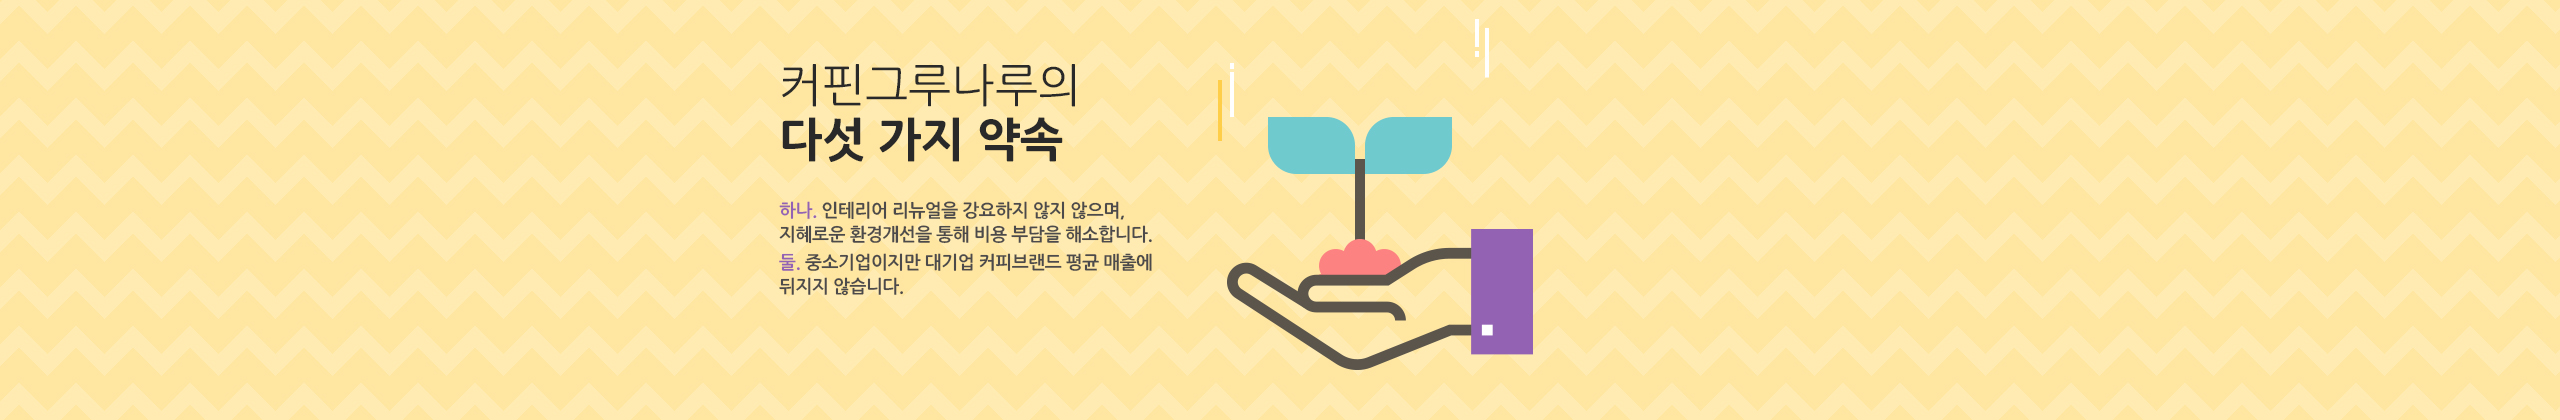 커핀그루나루의
다섯 가지 약속
하나. 인테리어 리뉴얼을 강요하지 않지 않으며,
지혜로운 환경개선을 통해 비용 부담을 해소합니다.
둘. 중소기업이지만 대기업 커피브랜드 평균 매출에
뒤지지 않습니다.